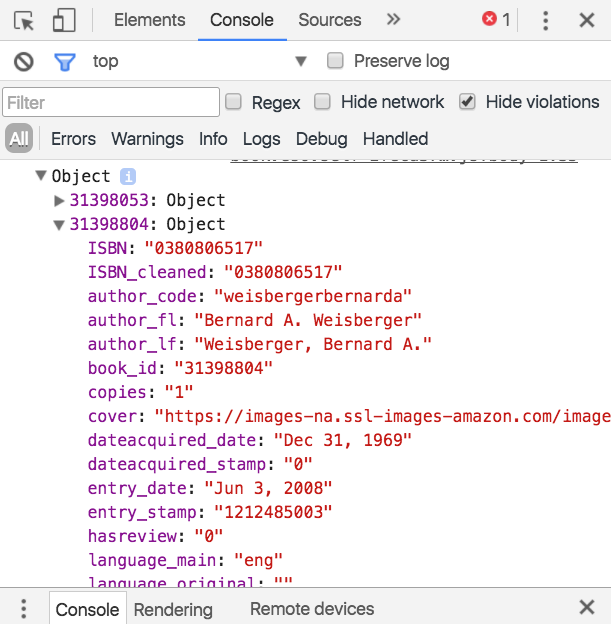 Elements Console Sources » 1
top Preserve log
Filter Regex Hide network Hide violations
All Errors Warnings Info Logs Debug Handled
Object i
31398053: Object
31398804: Object
ISBN: "0380806517"
ISBN_cleaned: "0380806517"
author_code: "weisbergerbernarda"
author_fl: "Bernard A. Weisberger"
author_lf: "Weisberger, Bernard A."
book_id: "31398804"
copies: "1"
cover: "https://images-na.ssl-images-amazon.com/image
dateacquired_date: "Dec 31, 1969"
dateacquired_stamp: "0"
entry_date: "Jun 3, 2008"
entry_stamp: "1212485003"
hasreview: "0"
language_main: "eng"
language_original: ""
Console Rendering Remote devices